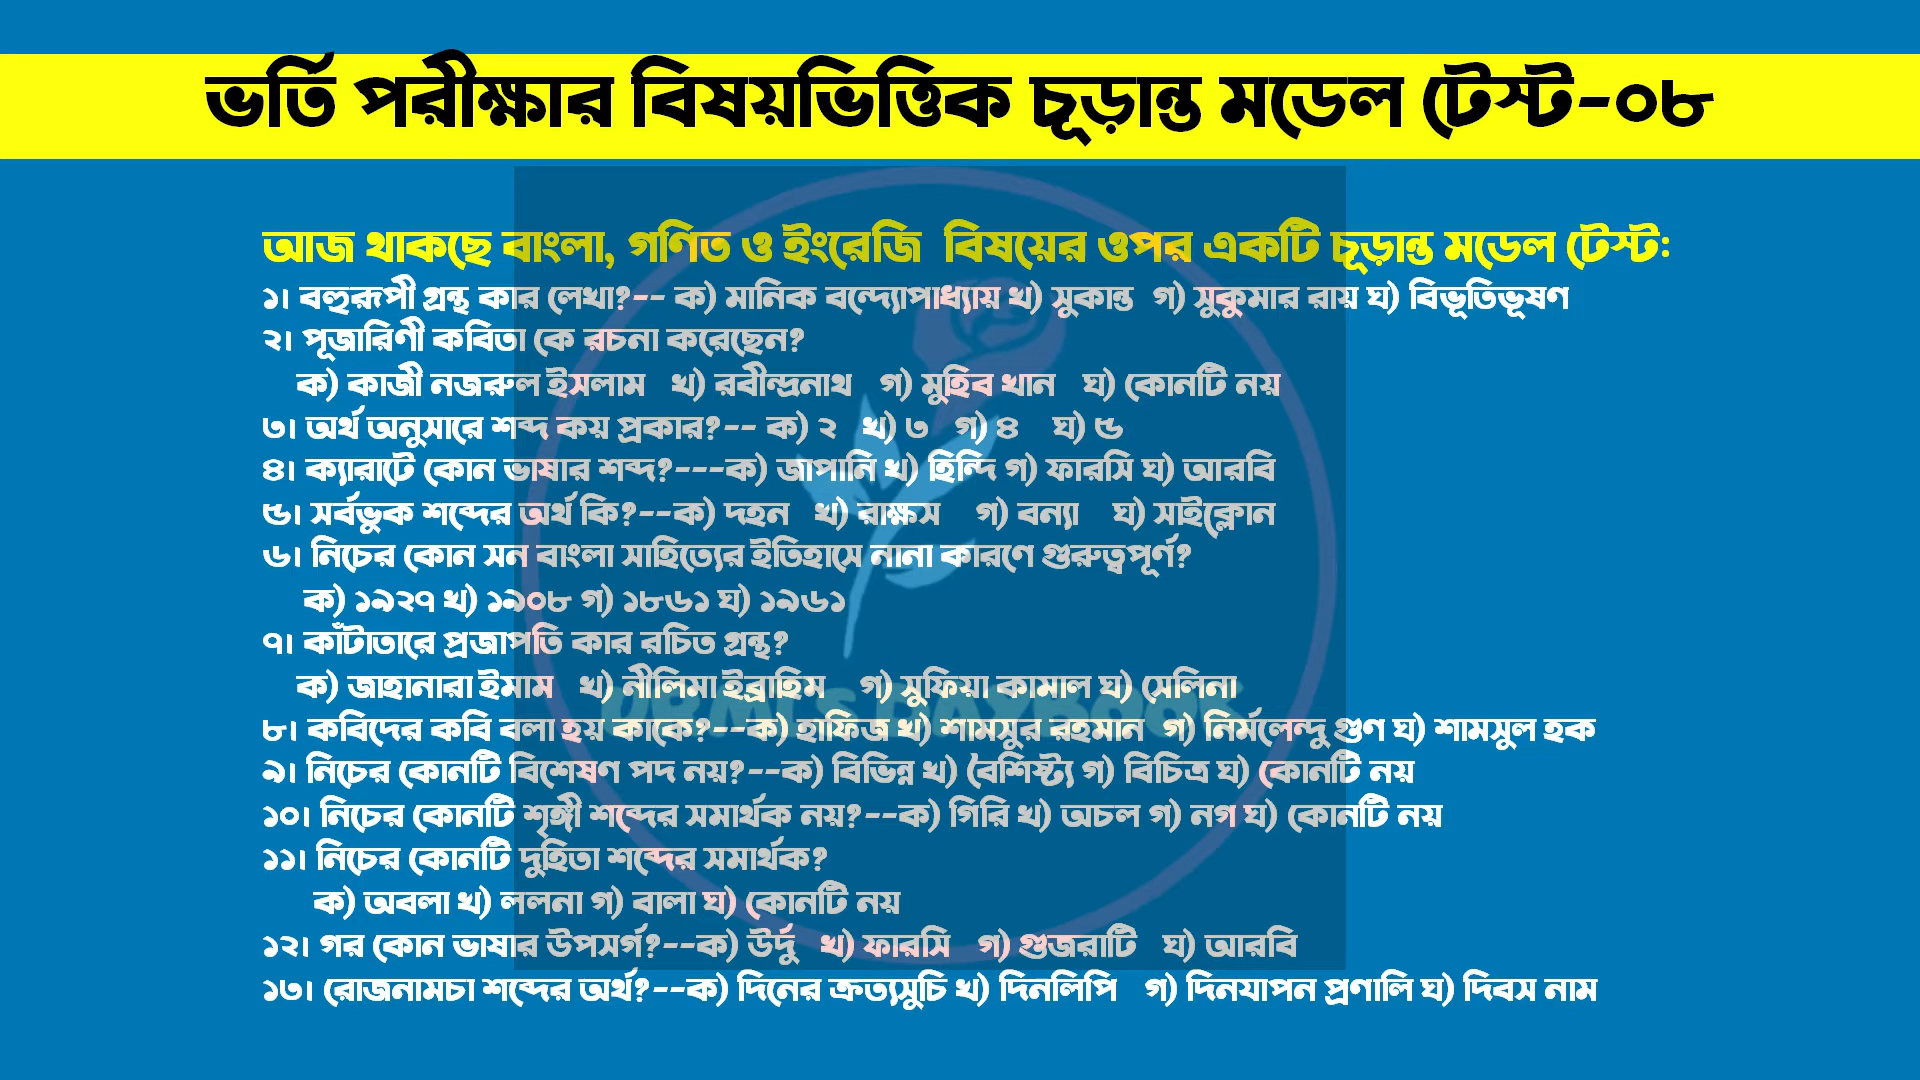 ভর্তি পরীক্ষার বিষয়ভিত্তিক চূড়ান্ত মডেল টেস্ট-০৮
আজ থাকছে বাংলা, গণিত ও ইংরেজি বিষয়ের ওপর একটি চূড়ান্ত মডেল টেস্ট:
১। বহুরূপী গ্রন্থ কার লেখা?-- ক) মানিক বন্দ্যোপাধ্যায় খ) সুকান্ত গ) সুকুমার রায় ঘ) বিভূতিভূষণ
২। পূজারিণী কবিতা কে রচনা করেছেন?
ক) কাজী নজরুল ইসলাম খ) রবীন্দ্রনাথ গ) মুহিব খান ঘ) কোনটি নয়
৩। অর্থ অনুসারে শব্দ কয় প্রকার?-- ক) ২ খ) ৩ গ) ৪ ঘ) ৫
৪। ক্যারাটে কোন ভাষার শব্দ?---ক) জাপানি খ) হিন্দি গ) ফারসি ঘ) আরবি
৫। সর্বভুক শব্দের অর্থ কি?--ক) দহন খ) রাক্ষস গ) বন্যা ঘ) সাইক্লোন
৬। নিচের কোন সন বাংলা সাহিত্যের ইতিহাসে নানা কারণে গুরুত্বপূর্ণ?
ক) ১৯২৭ খ) ১৯০৮ গ) ১৮৬১ ঘ) ১৯৬১
৭। কাঁটাতারে প্রজাপতি কার রচিত গ্রন্থ?
ক) জাহানারা ইমাম খ) নীলিমা ইব্রাহিম গ) সুফিয়া কামাল ঘ) সেলিনা
৮। কবিদের কবি বলা হয় কাকে?--ক) হাফিজ খ) শামসুর রহমান গ) নির্মলেন্দু গুণ ঘ) শামসুল হক
৯। নিচের কোনটি বিশেষণ পদ নয়?--ক) বিভিন্ন খ) বৈশিষ্ট্য গ) বিচিত্র ঘ) কোনটি নয়
১০। নিচের কোনটি শৃঙ্গী শব্দের সমার্থক নয়?--ক) গিরি খ) অচল গ) নগ ঘ) কোনটি নয়
১১। নিচের কোনটি দুহিতা শব্দের সমার্থক?
ক) অবলা খ) ললনা গ) বালা ঘ) কোনটি নয়
১২। গর কোন ভাষার উপসর্গ?--ক) উর্দু খ) ফারসি গ) গুজরাটি ঘ) আরবি
১৩। রোজনামচা শব্দের অর্থ?--ক) দিনের ক্রত্যসুচি খ) দিনলিপি গ) দিনযাপন প্রণালি ঘ) দিবস নাম